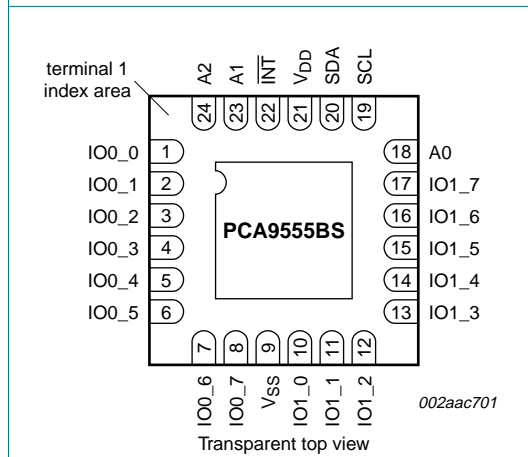 terminal 1
index area
A2
A1
INT
VDD
SDA
SCL
24
23
22
21
20
19
IO0_0 1
IO0_1 2
IO0_2 3
IO0_3 4
IO0_4 5
IO0_5 6
PCA9555BS
18 A0
17 IO1_7
16 IO1_6
15 IO1_5
14 IO1_4
13 IO1_3
7
8
9
10
11
12
IO0_6
IO0_7
VSS
IO1_0
IO1_1
IO1_2
002aac701
Transparent top view